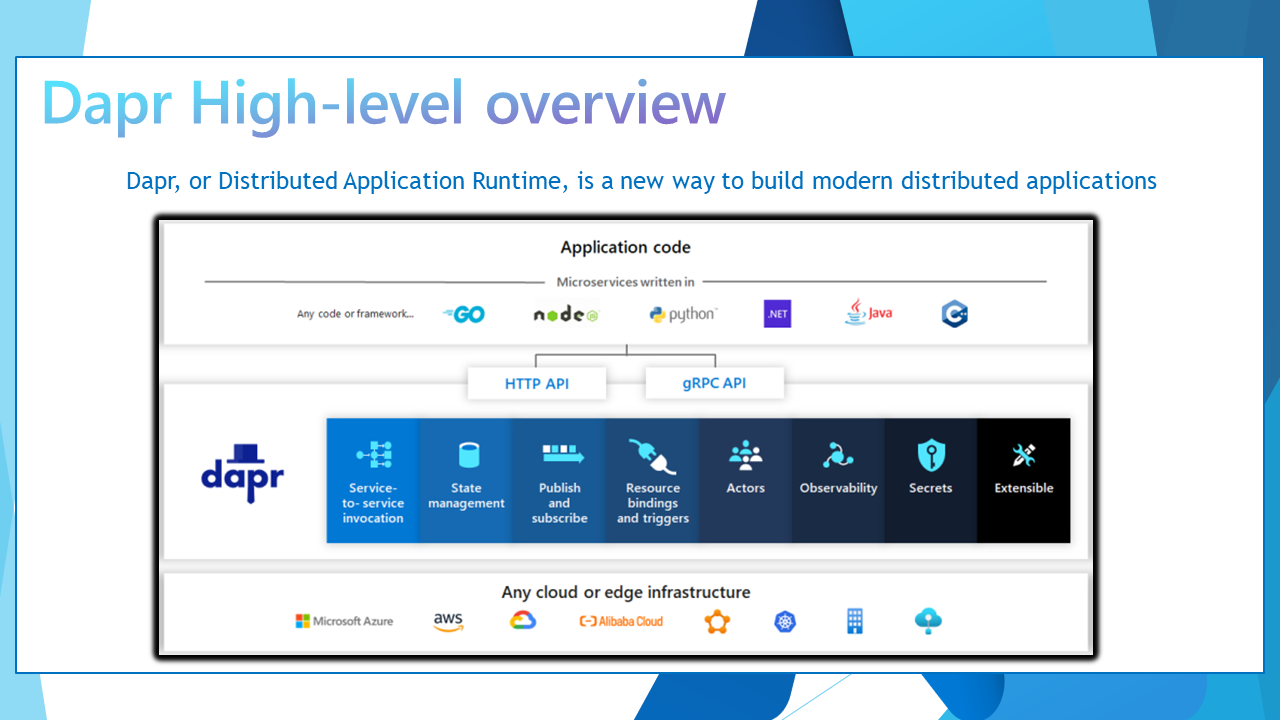 Dapr High-level overview
Dapr, or Distributed Application Runtime, is a new way to build modern distributed applications
Application code
Microservices written in
Any code or framework...
GO
node JS
python
.NET
Java
C++
HTTP API
gRPC API
dapr
Service-
to- service
invocation
State
management
Publish
and
subscribe
Resource
bindings
and triggers
Actors
Observability
Secrets
Extensible
Any cloud or edge infrastructure
Microsoft Azure
aws
Alibaba Cloud